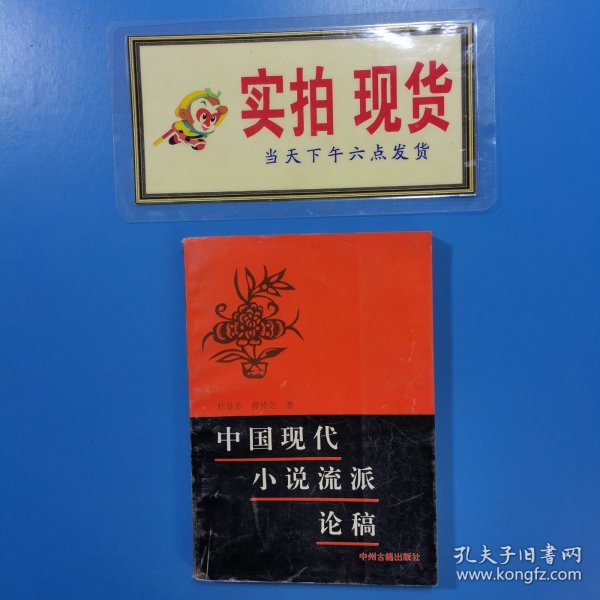 实拍 现货
当天下午六点发货
著
中国现代
小说流派
论稿
中州古籍出版社
孔夫子旧书网
www.kongfz.com